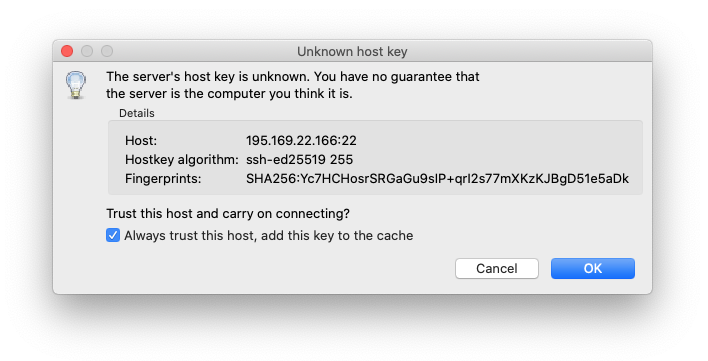 Unknown host key
The server's host key is unknown. You have no guarantee that
the server is the computer you think it is.
Details
Host: 195.169.22.166:22
Hostkey algorithm: ssh-ed25519 255
Fingerprints: SHA256:Yc7HCHosrSRGaGu9sIP+qrI2s77mXKzKJBgD51e5aDk
Trust this host and carry on connecting?
Always trust this host, add this key to the cache
Cancel OK